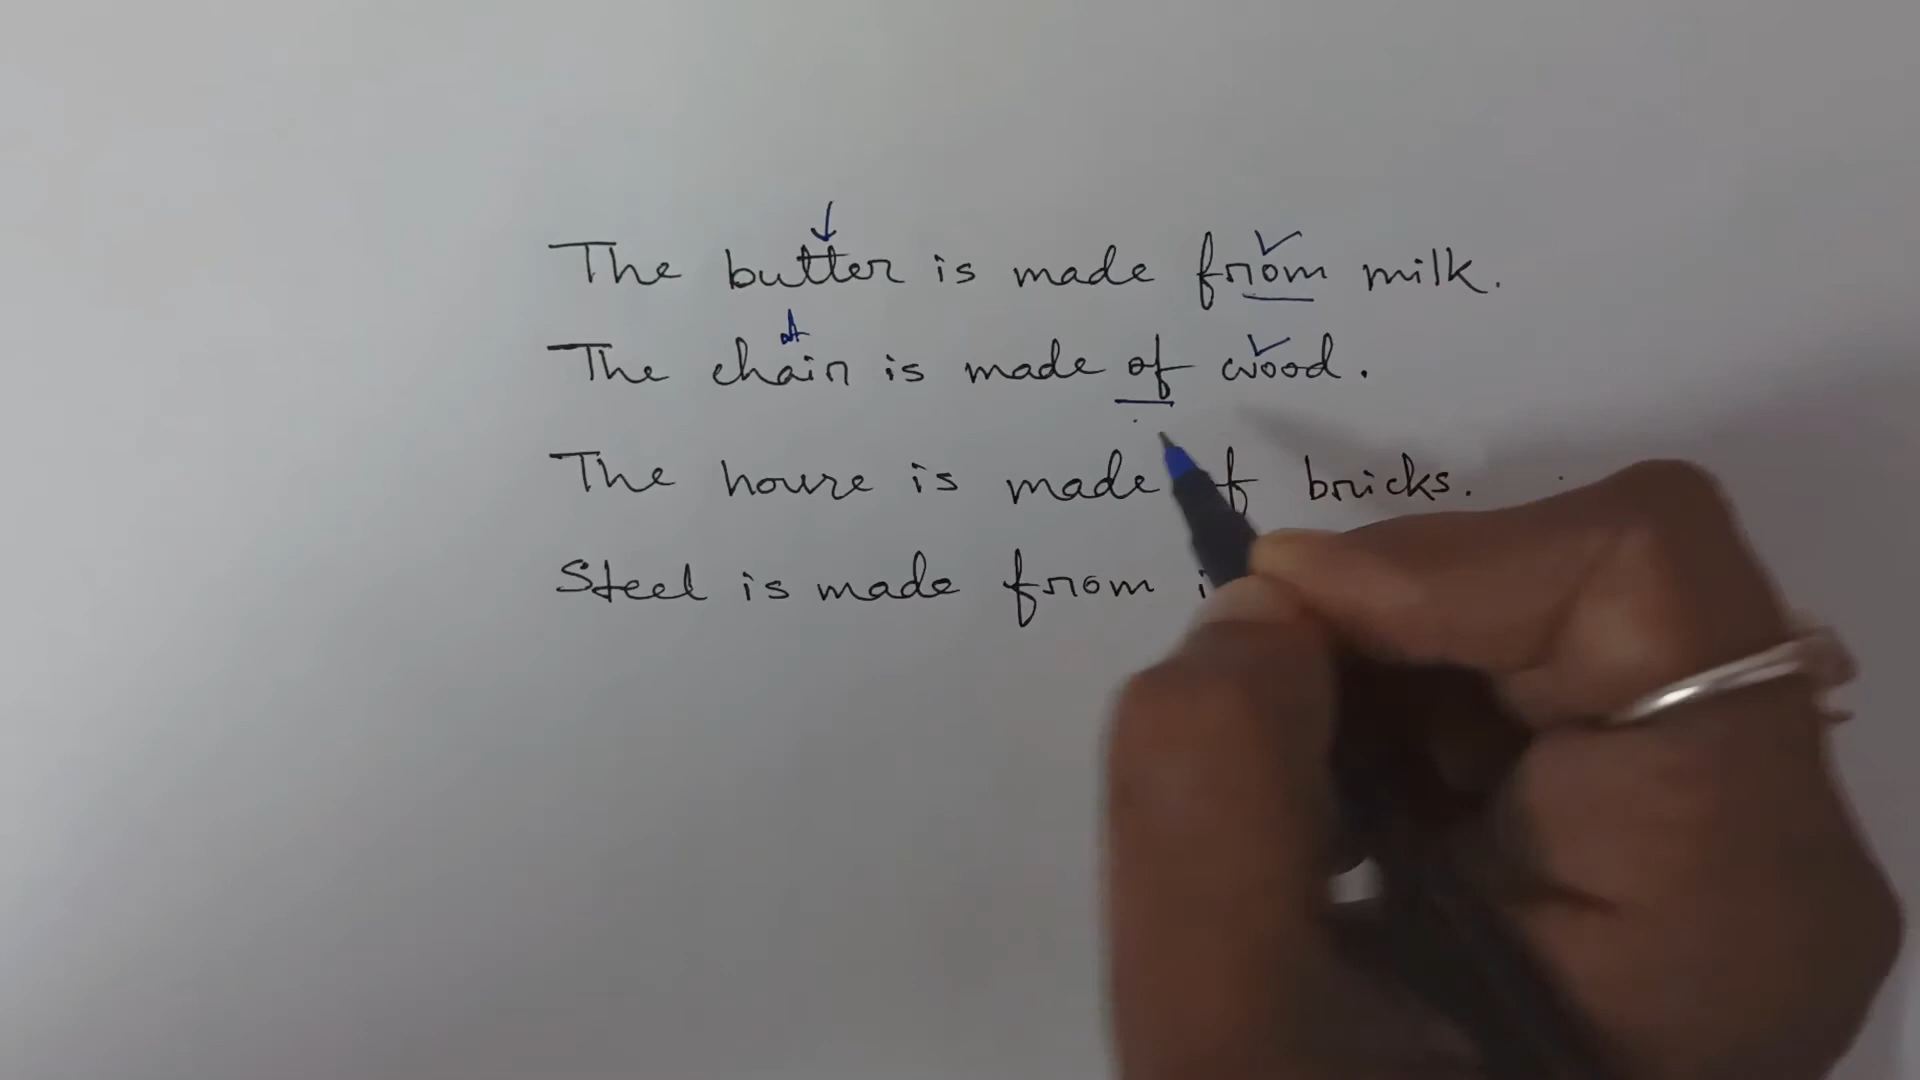 The butter is made from milk.
The chair is made of wood.
The house is made of bricks.
Steel is made from